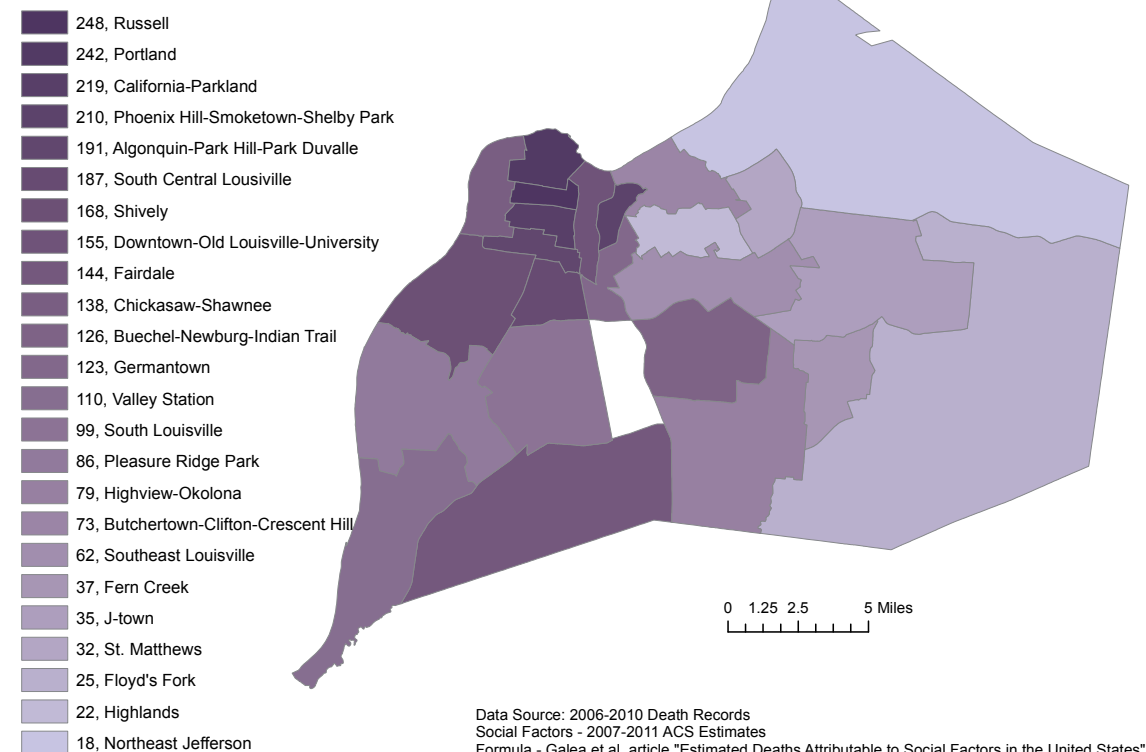 248, Russell
242, Portland
219, California-Parkland
210, Phoenix Hill-Smoketown-Shelby Park
191, Algonquin-Park Hill-Park Duvalle
187, South Central Lousiville
168, Shively
155, Downtown-Old Louisville-University
144, Fairdale
138, Chickasaw-Shawnee
126, Buechel-Newburg-Indian Trail
123, Germantown
110, Valley Station
99, South Louisville
86, Pleasure Ridge Park
79, Highview-Okolona
73, Butchertown-Clifton-Crescent Hill
62, Southeast Louisville
37, Fern Creek
35, J-town
32, St. Matthews
25, Floyd's Fork
22, Highlands
18, Northeast Jefferson
0 1.25 2.5 5 Miles
Data Source: 2006-2010 Death Records
Social Factors - 2007-2011 ACS Estimates
Formula - Galea et al, article "Estimated Deaths Attributable to Social Factors in the United States"